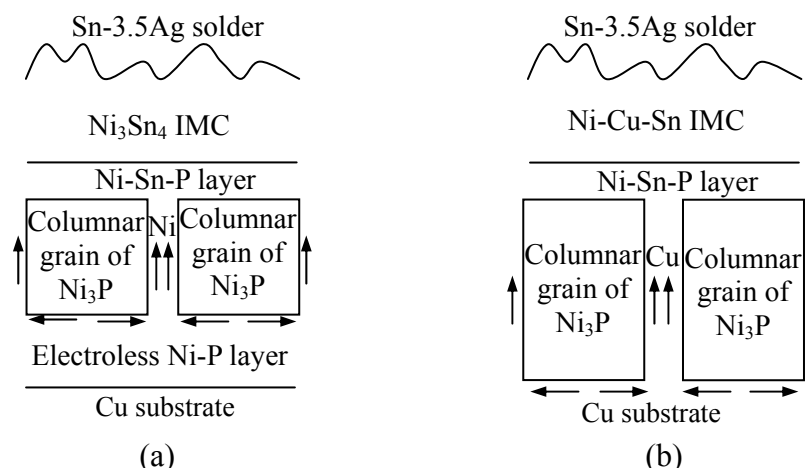 Sn-3.5Ag solder
Ni₃Sn₄ IMC
Ni-Sn-P layer
Columnar grain of Ni₃P
Ni
Columnar grain of Ni₃P
Electroless Ni-P layer
Cu substrate
(a)
Sn-3.5Ag solder
Ni-Cu-Sn IMC
Ni-Sn-P layer
Columnar grain of Ni₃P
Cu
Columnar grain of Ni₃P
Cu substrate
(b)